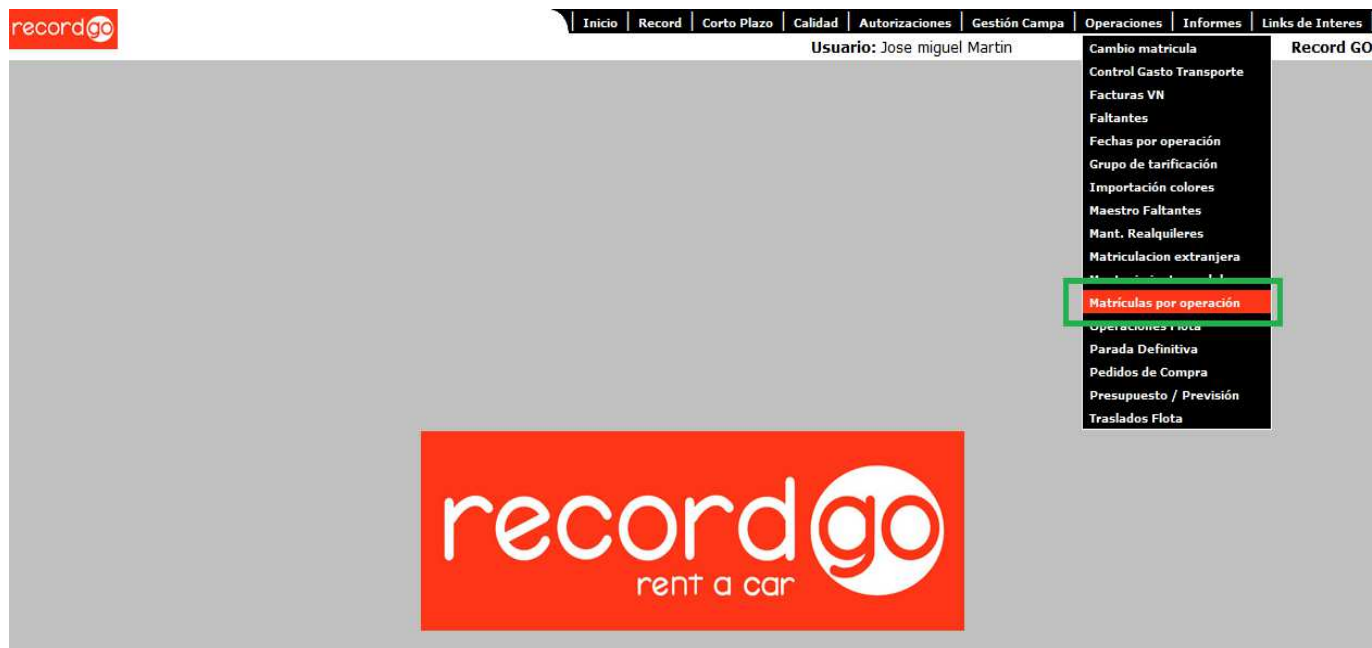 recordgo
Inicio | Record | Corto Plazo | Calidad | Autorizaciones | Gestión Campa | Operaciones | Informes | Links de Interes
Usuario: Jose miguel Martin
Record GO
Cambio matricula
Control Gasto Transporte
Facturas VN
Faltantes
Fechas por operación
Grupo de tarificación
Importación colores
Maestro Faltantes
Mant. Realquileres
Matriculacion extranjera
Matrículas por operación
Operaciones Flota
Parada Definitiva
Pedidos de Compra
Presupuesto / Previsión
Traslados Flota
recordgo
rent a car